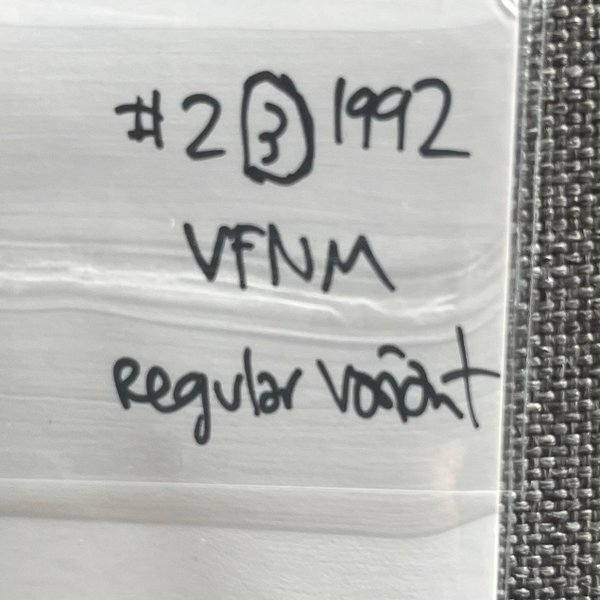 #2 ③ 1992
VFNM
Regular Variant